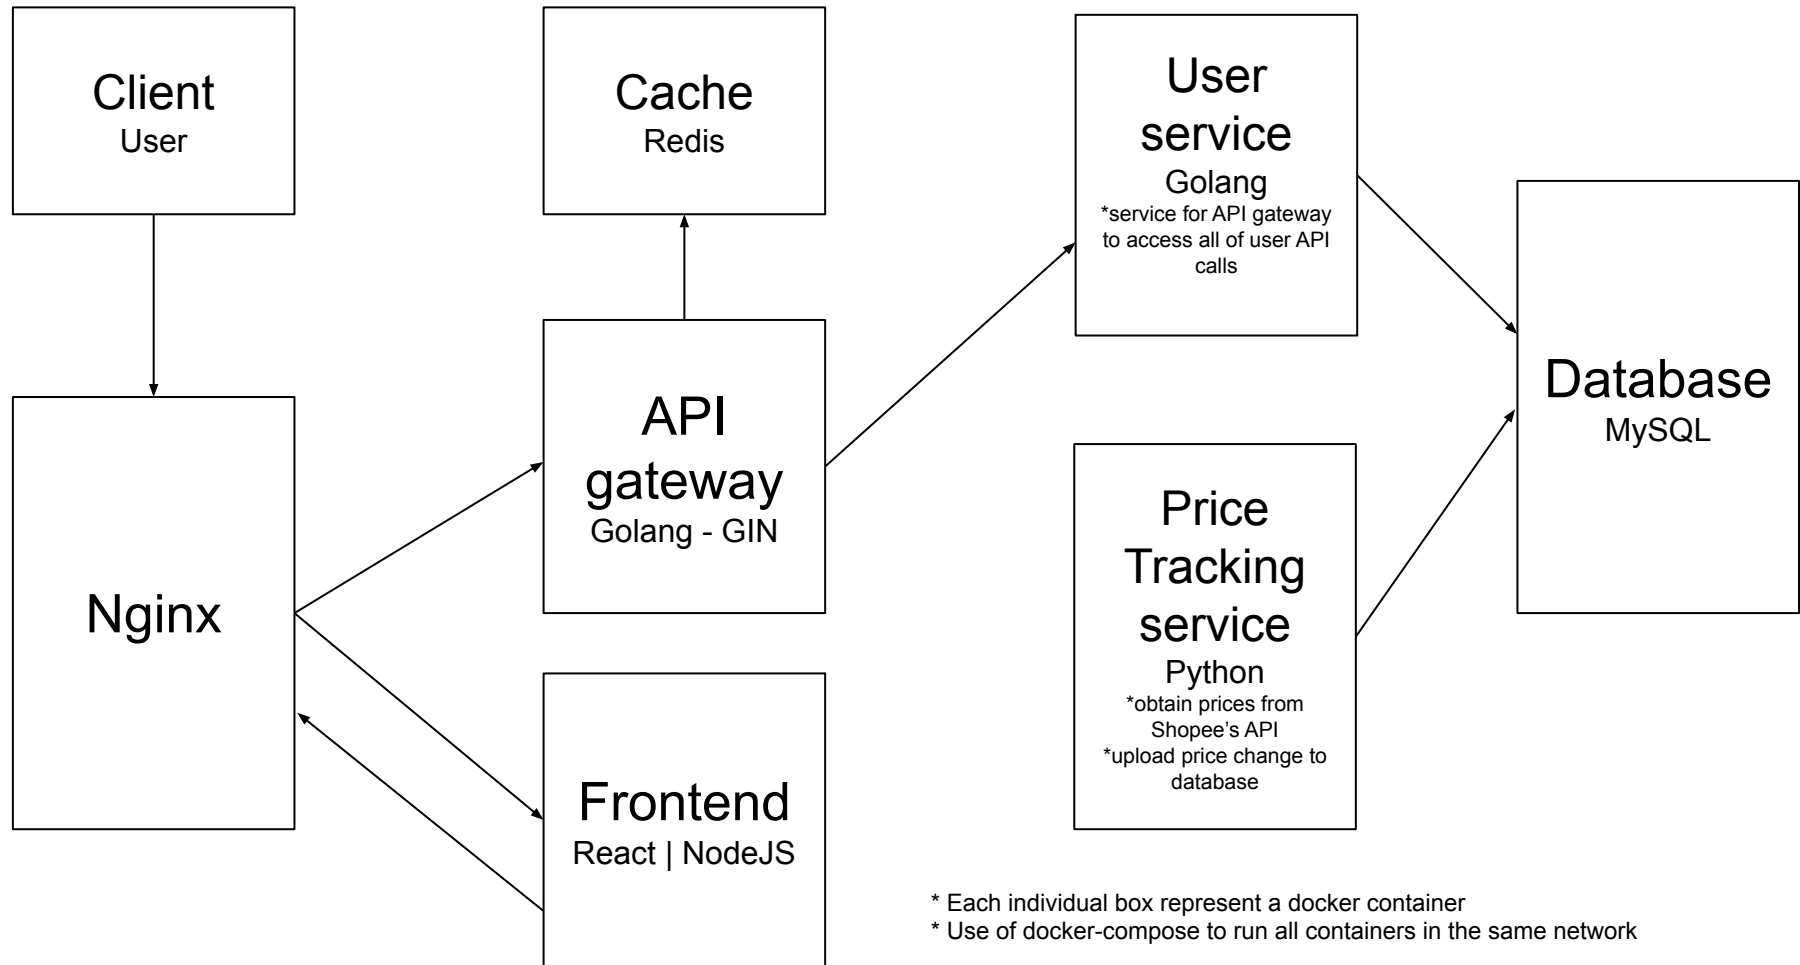 Client
User
Cache
Redis
User
service
Golang
*service for API gateway
to access all of user API
calls
Database
MySQL
API
gateway
Golang - GIN
Nginx
Price
Tracking
service
Python
*obtain prices from
Shopee’s API
*upload price change to
database
Frontend
React | NodeJS
* Each individual box represent a docker container
* Use of docker-compose to run all containers in the same network